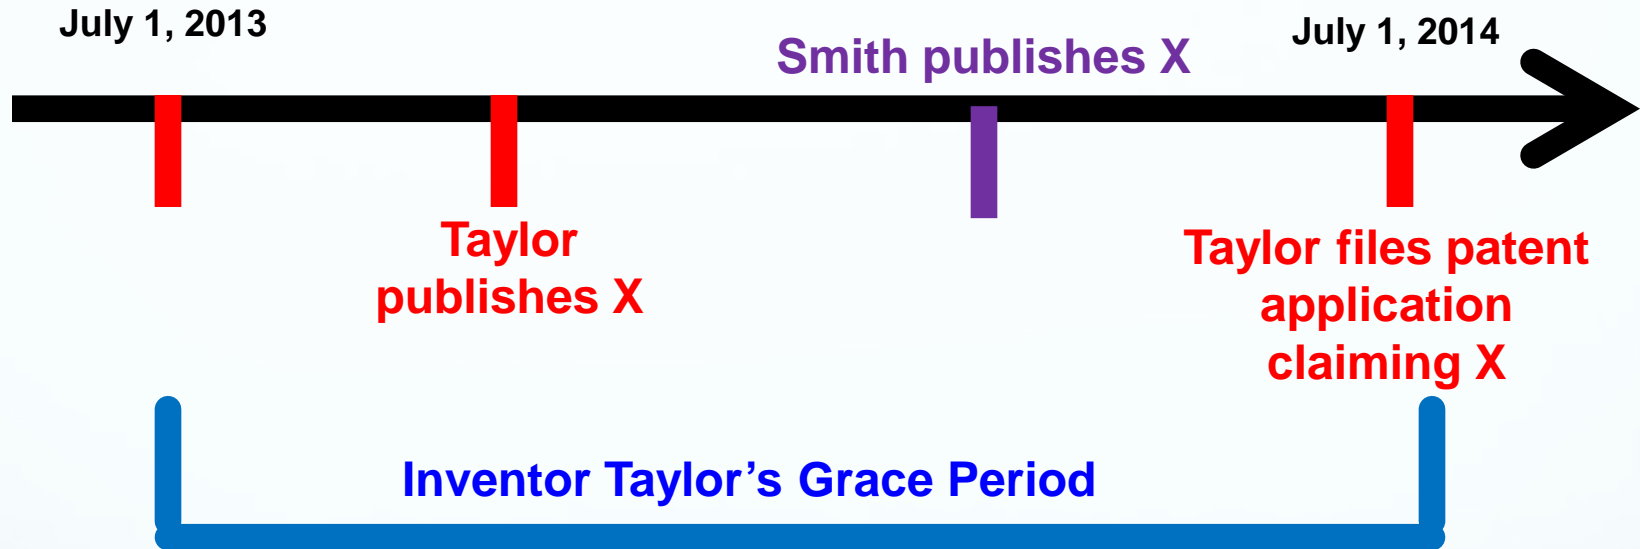 July 1, 2013
Smith publishes X
July 1, 2014
Taylor
publishes X
Taylor files patent
application
claiming X
Inventor Taylor’s Grace Period